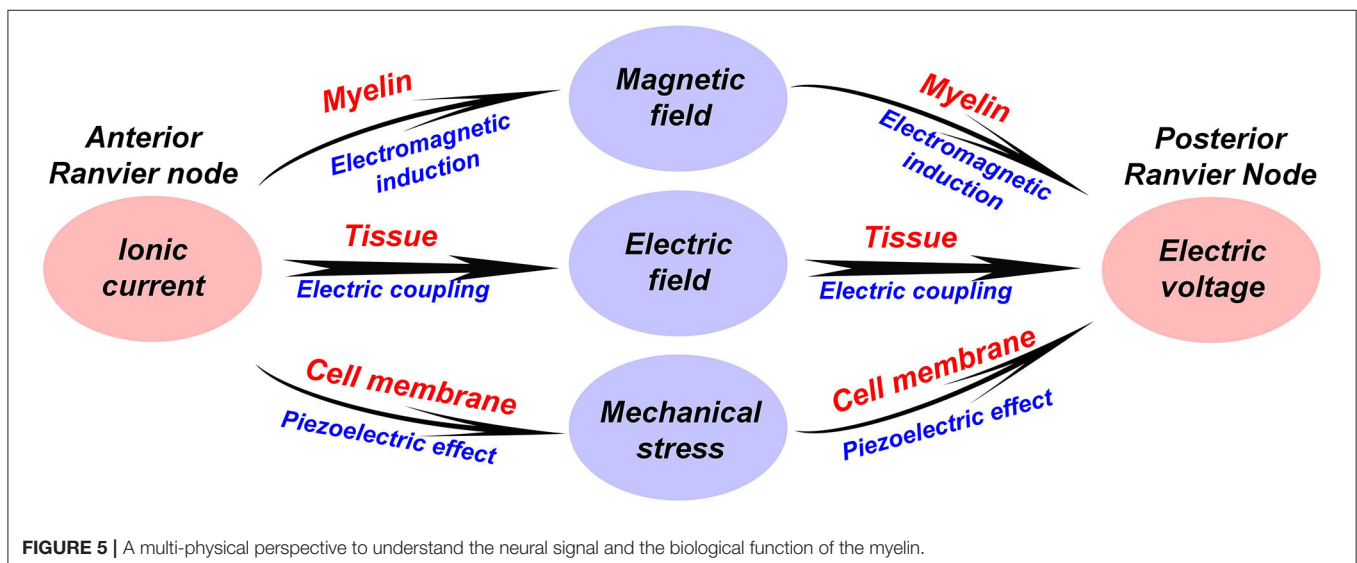 Anterior
Ranvier node
Ionic
current
Myelin
Electromagnetic
induction
Magnetic
field
Myelin
Electromagnetic
induction
Tissue
Electric coupling
Electric
field
Tissue
Electric coupling
Cell membrane
Piezoelectric effect
Mechanical
stress
Cell membrane
Piezoelectric effect
Posterior
Ranvier Node
Electric
voltage
FIGURE 5 | A multi-physical perspective to understand the neural signal and the biological function of the myelin.